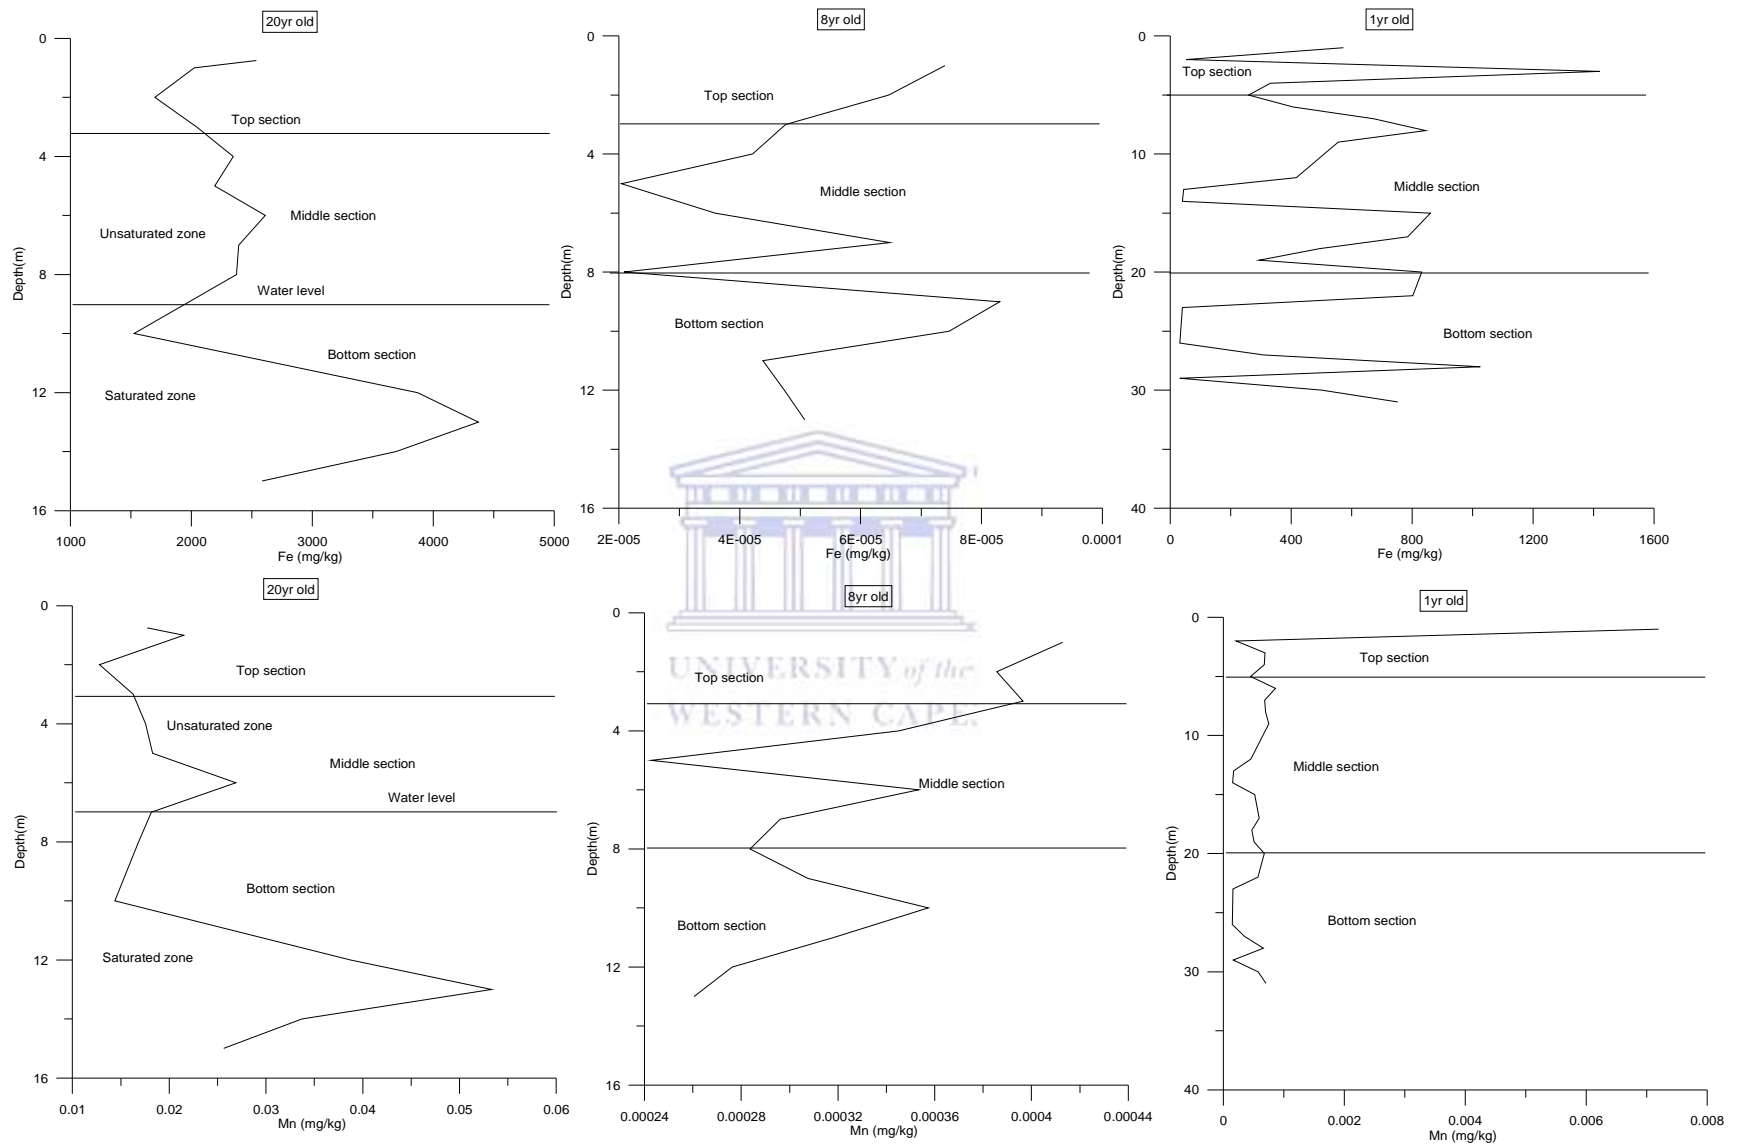 20yr old
0
4
8
12
16
Depth(m)
Top section
Middle section
Unsaturated zone
Water level
Bottom section
Saturated zone
1000 2000 3000 4000 5000
Fe (mg/kg)
8yr old
0
4
8
12
16
Depth(m)
Top section
Middle section
Bottom section
2E-005 4E-005 6E-005 8E-005 0.0001
Fe (mg/kg)
1yr old
0
10
20
30
40
Depth(m)
Top section
Middle section
Bottom section
0 400 800 1200 1600
Fe (mg/kg)
20yr old
0
4
8
12
16
Depth(m)
Top section
Unsaturated zone
Middle section
Water level
Bottom section
Saturated zone
0.01 0.02 0.03 0.04 0.05 0.06
Mn (mg/kg)
8yr old
0
4
8
12
16
Depth(m)
Top section
Middle section
Bottom section
0.00024 0.00028 0.00032 0.00036 0.0004 0.00044
Mn (mg/kg)
1yr old
0
10
20
30
40
Depth(m)
Top section
Middle section
Bottom section
0 0.002 0.004 0.006 0.008
Mn (mg/kg)
UNIVERSITY of the
WESTERN CAPE